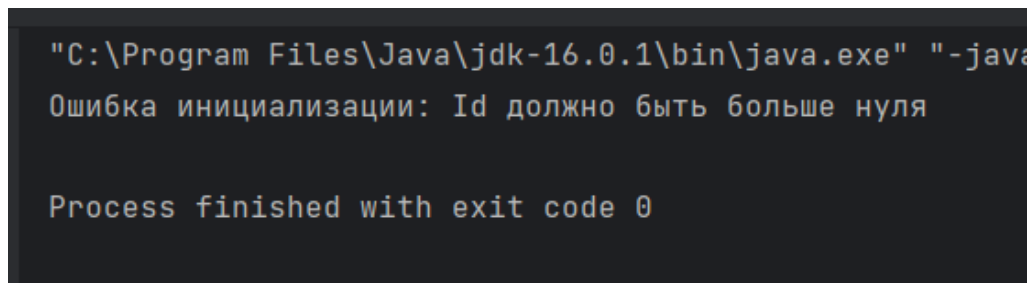 "C:\Program Files\Java\jdk-16.0.1\bin\java.exe" "-java
Ошибка инициализации: Id должно быть больше нуля
Process finished with exit code 0